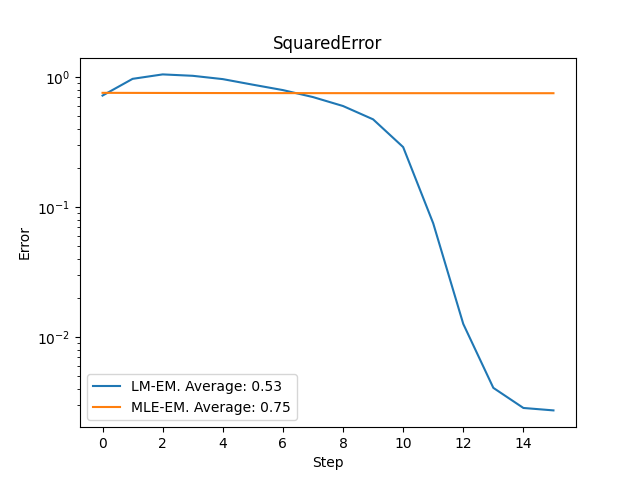 SquaredError
10⁰
10⁻¹
10⁻²
Error
LM-EM. Average: 0.53
MLE-EM. Average: 0.75
0 2 4 6 8 10 12 14
Step